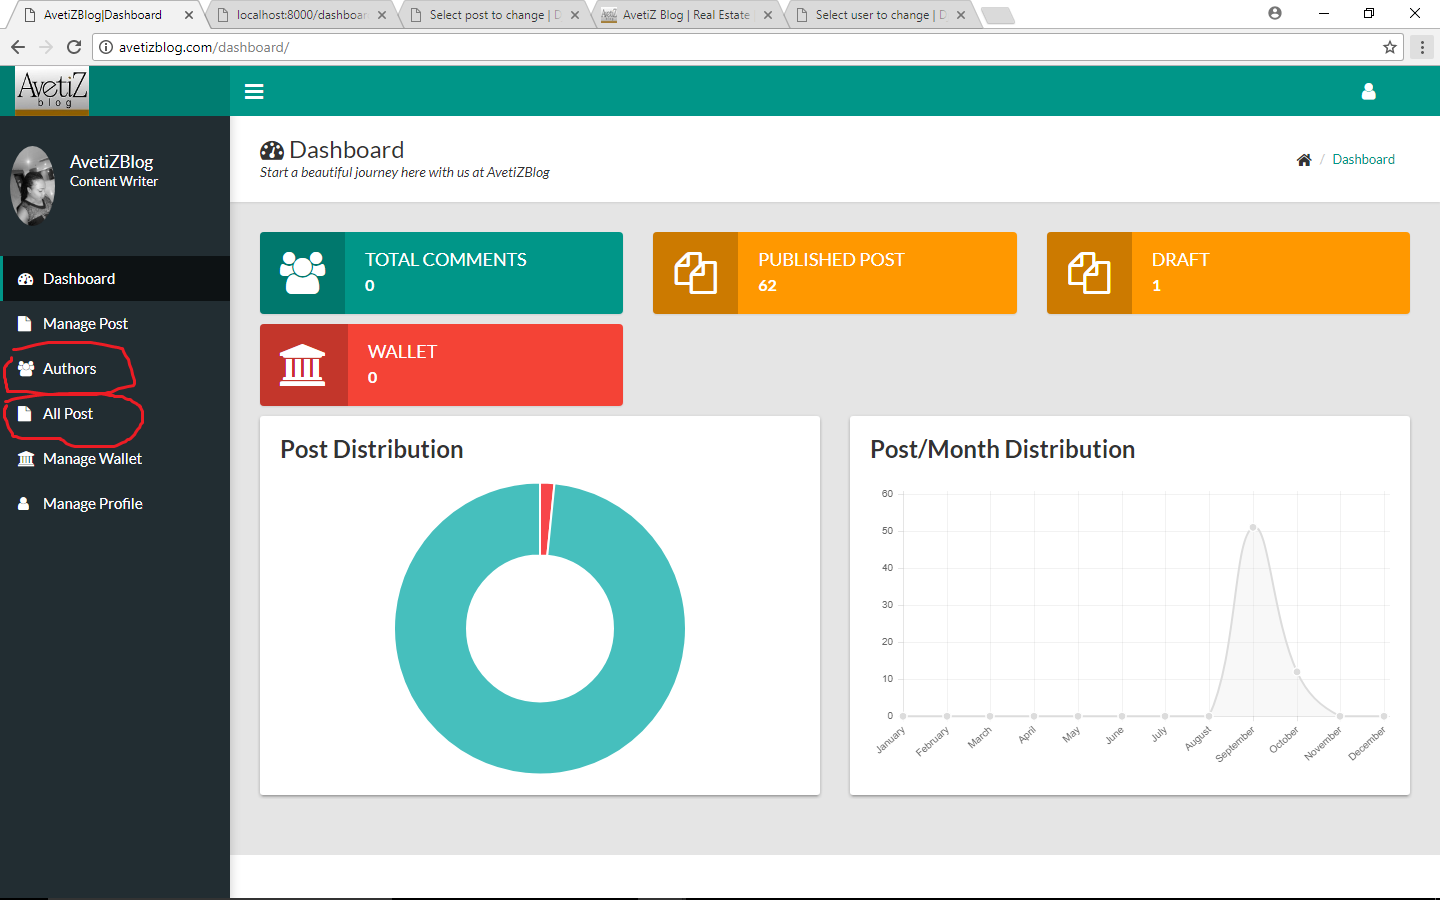 AvetiZBlog|Dashboard
localhost:8000/dashboar
Select post to change | D
AvetiZ Blog | Real Estate
Select user to change | D
avetizblog.com/dashboard/
AvetiZ
blog
AvetiZBlog
Content Writer
Dashboard
Manage Post
Authors
All Post
Manage Wallet
Manage Profile
Dashboard
Start a beautiful journey here with us at AvetiZBlog
/ Dashboard
TOTAL COMMENTS
0
PUBLISHED POST
62
DRAFT
1
WALLET
0
Post Distribution
Post/Month Distribution
60
50
40
30
20
10
0
January
February
March
April
May
June
July
August
September
October
November
December